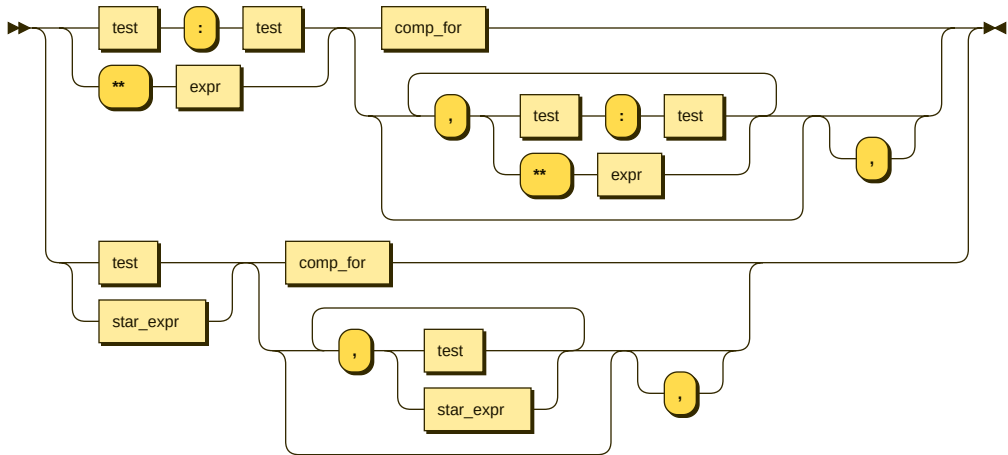 test : test comp_for
** expr
, test : test
** expr ,
test comp_for
star_expr
, test
star_expr ,